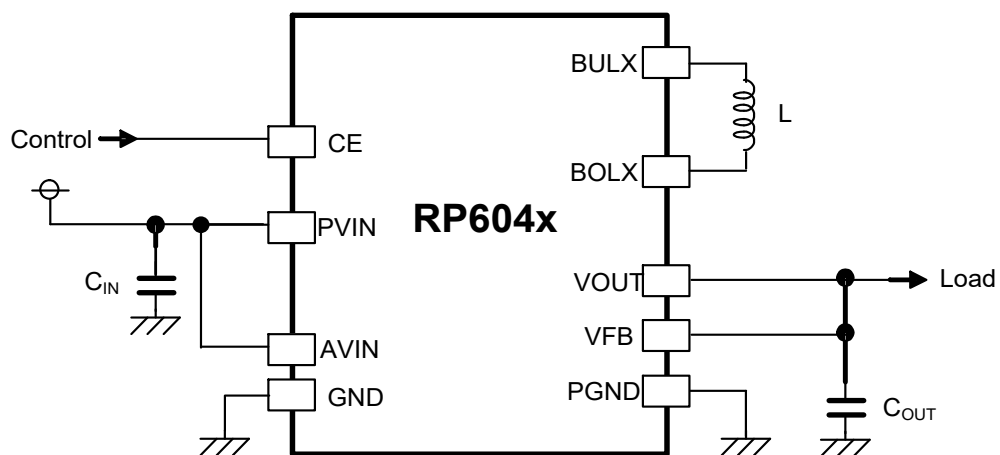 BULX
L
Control
CE
BOLX
PVIN
RP604x
CIN
VOUT
Load
AVIN
VFB
GND
PGND
COUT